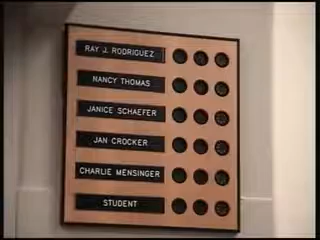 RAY J. RODRIGUEZ
NANCY THOMAS
JANICE SCHAEFER
JAN CROCKER
CHARLIE MENSINGER
STUDENT